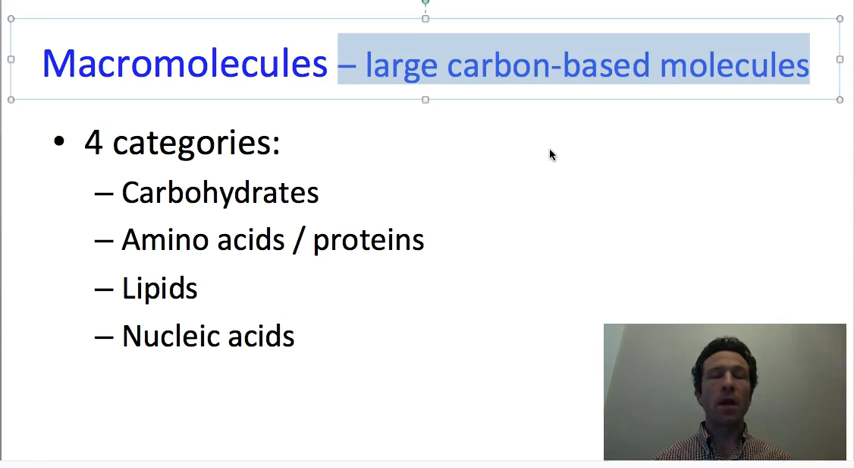 Macromolecules – large carbon-based molecules
• 4 categories:
– Carbohydrates
– Amino acids / proteins
– Lipids
– Nucleic acids